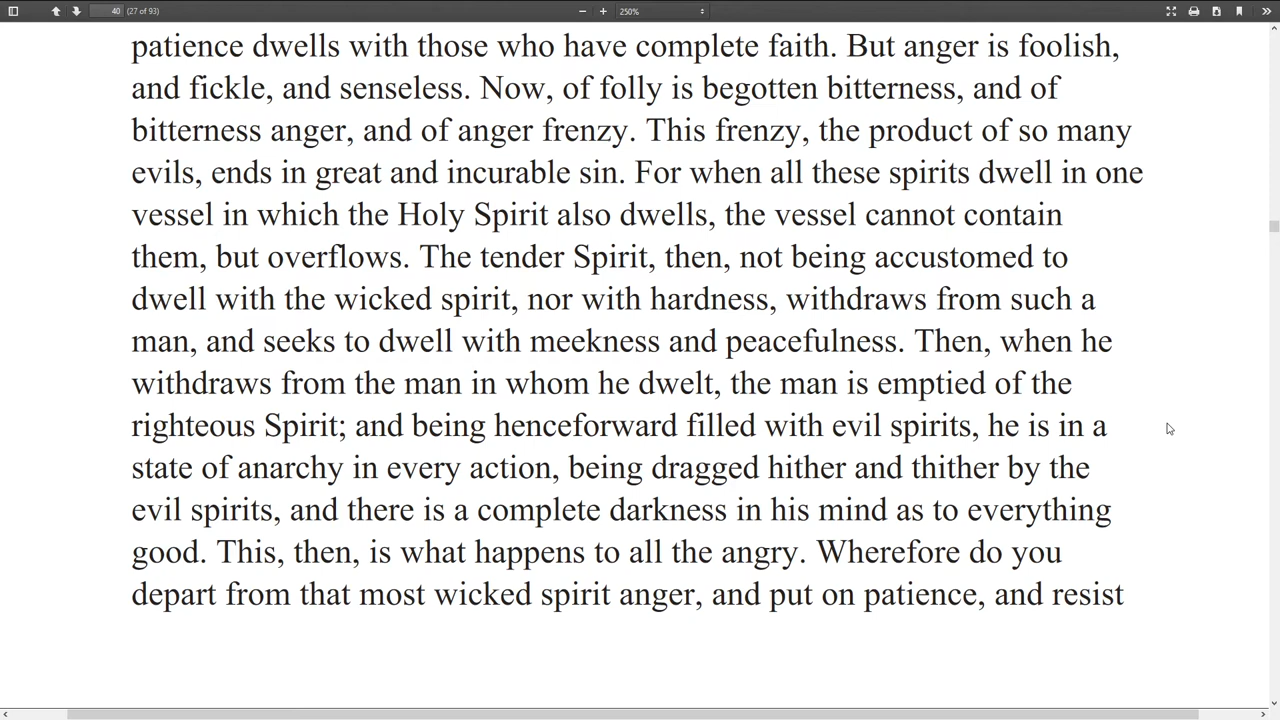 40 (27 of 93) 250%
patience dwells with those who have complete faith. But anger is foolish,
and fickle, and senseless. Now, of folly is begotten bitterness, and of
bitterness anger, and of anger frenzy. This frenzy, the product of so many
evils, ends in great and incurable sin. For when all these spirits dwell in one
vessel in which the Holy Spirit also dwells, the vessel cannot contain
them, but overflows. The tender Spirit, then, not being accustomed to
dwell with the wicked spirit, nor with hardness, withdraws from such a
man, and seeks to dwell with meekness and peacefulness. Then, when he
withdraws from the man in whom he dwelt, the man is emptied of the
righteous Spirit; and being henceforward filled with evil spirits, he is in a
state of anarchy in every action, being dragged hither and thither by the
evil spirits, and there is a complete darkness in his mind as to everything
good. This, then, is what happens to all the angry. Wherefore do you
depart from that most wicked spirit anger, and put on patience, and resist